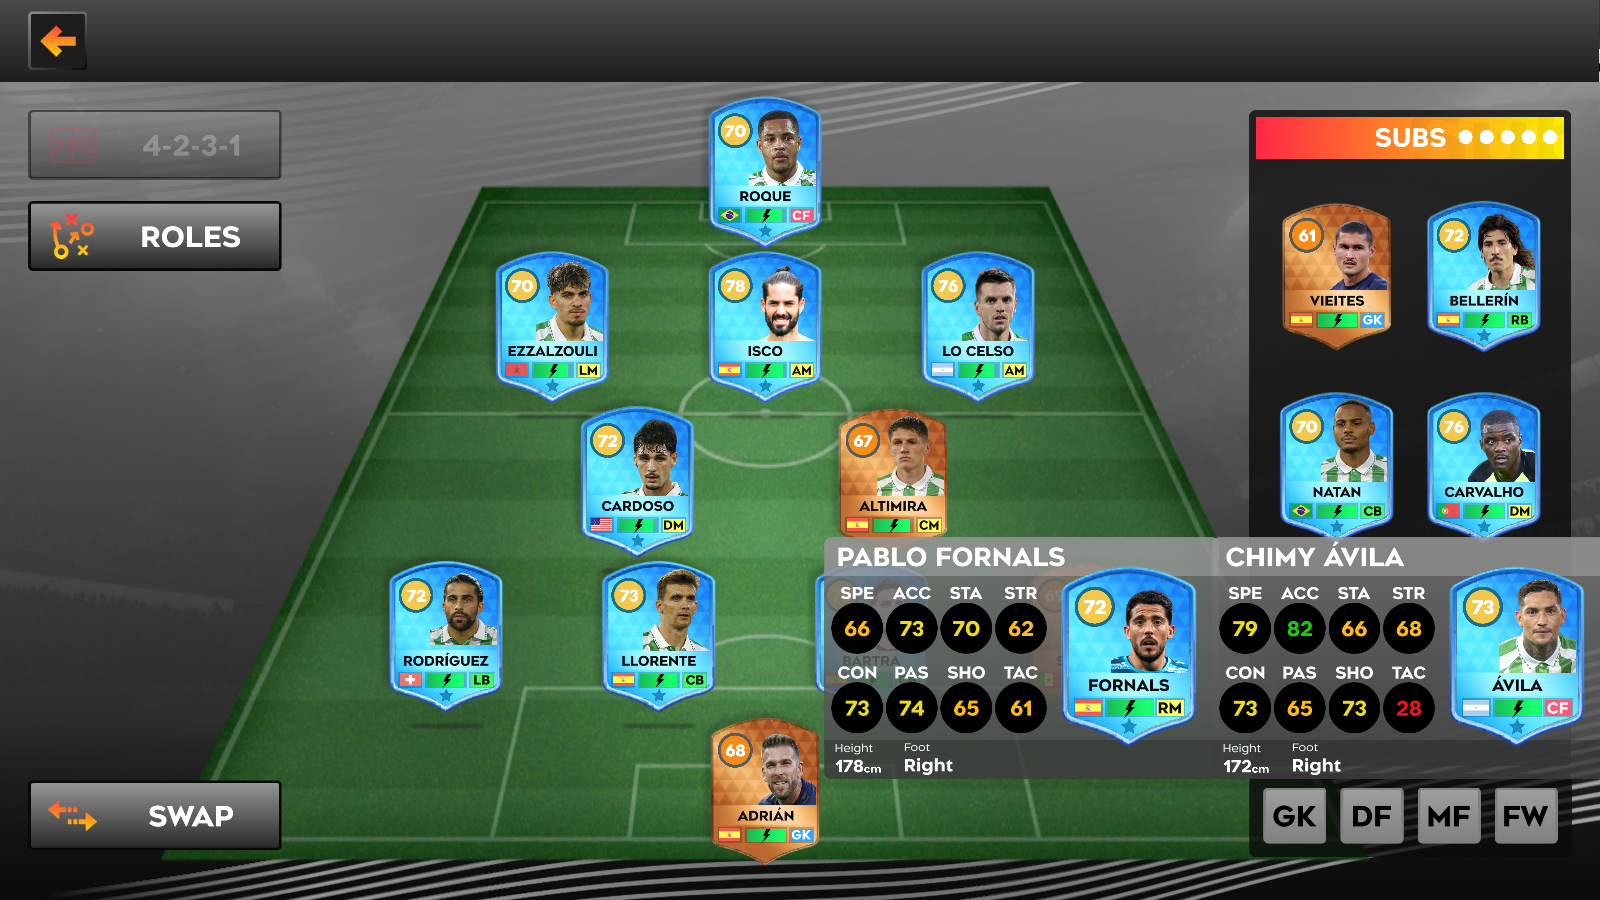 4-2-3-1
ROLES
70
ROQUE
CF
70
EZZALZOULI
LM
78
ISCO
AM
76
LO CELSO
AM
72
CARDOSO
DM
67
ALTIMIRA
CM
72
RODRÍGUEZ
LB
73
LLORENTE
CB
BARTRA
68
ADRIÁN
GK
SUBS
61
VIEITES
GK
72
BELLERÍN
RB
70
NATAN
CB
76
CARVALHO
DM
PABLO FORNALS
SPE ACC STA STR
66 73 70 62
CON PAS SHO TAC
73 74 65 61
Height Foot
178cm Right
72
FORNALS
RM
CHIMY ÁVILA
SPE ACC STA STR
79 82 66 68
CON PAS SHO TAC
73 65 73 28
Height Foot
172cm Right
73
ÁVILA
CF
SWAP
GK DF MF FW